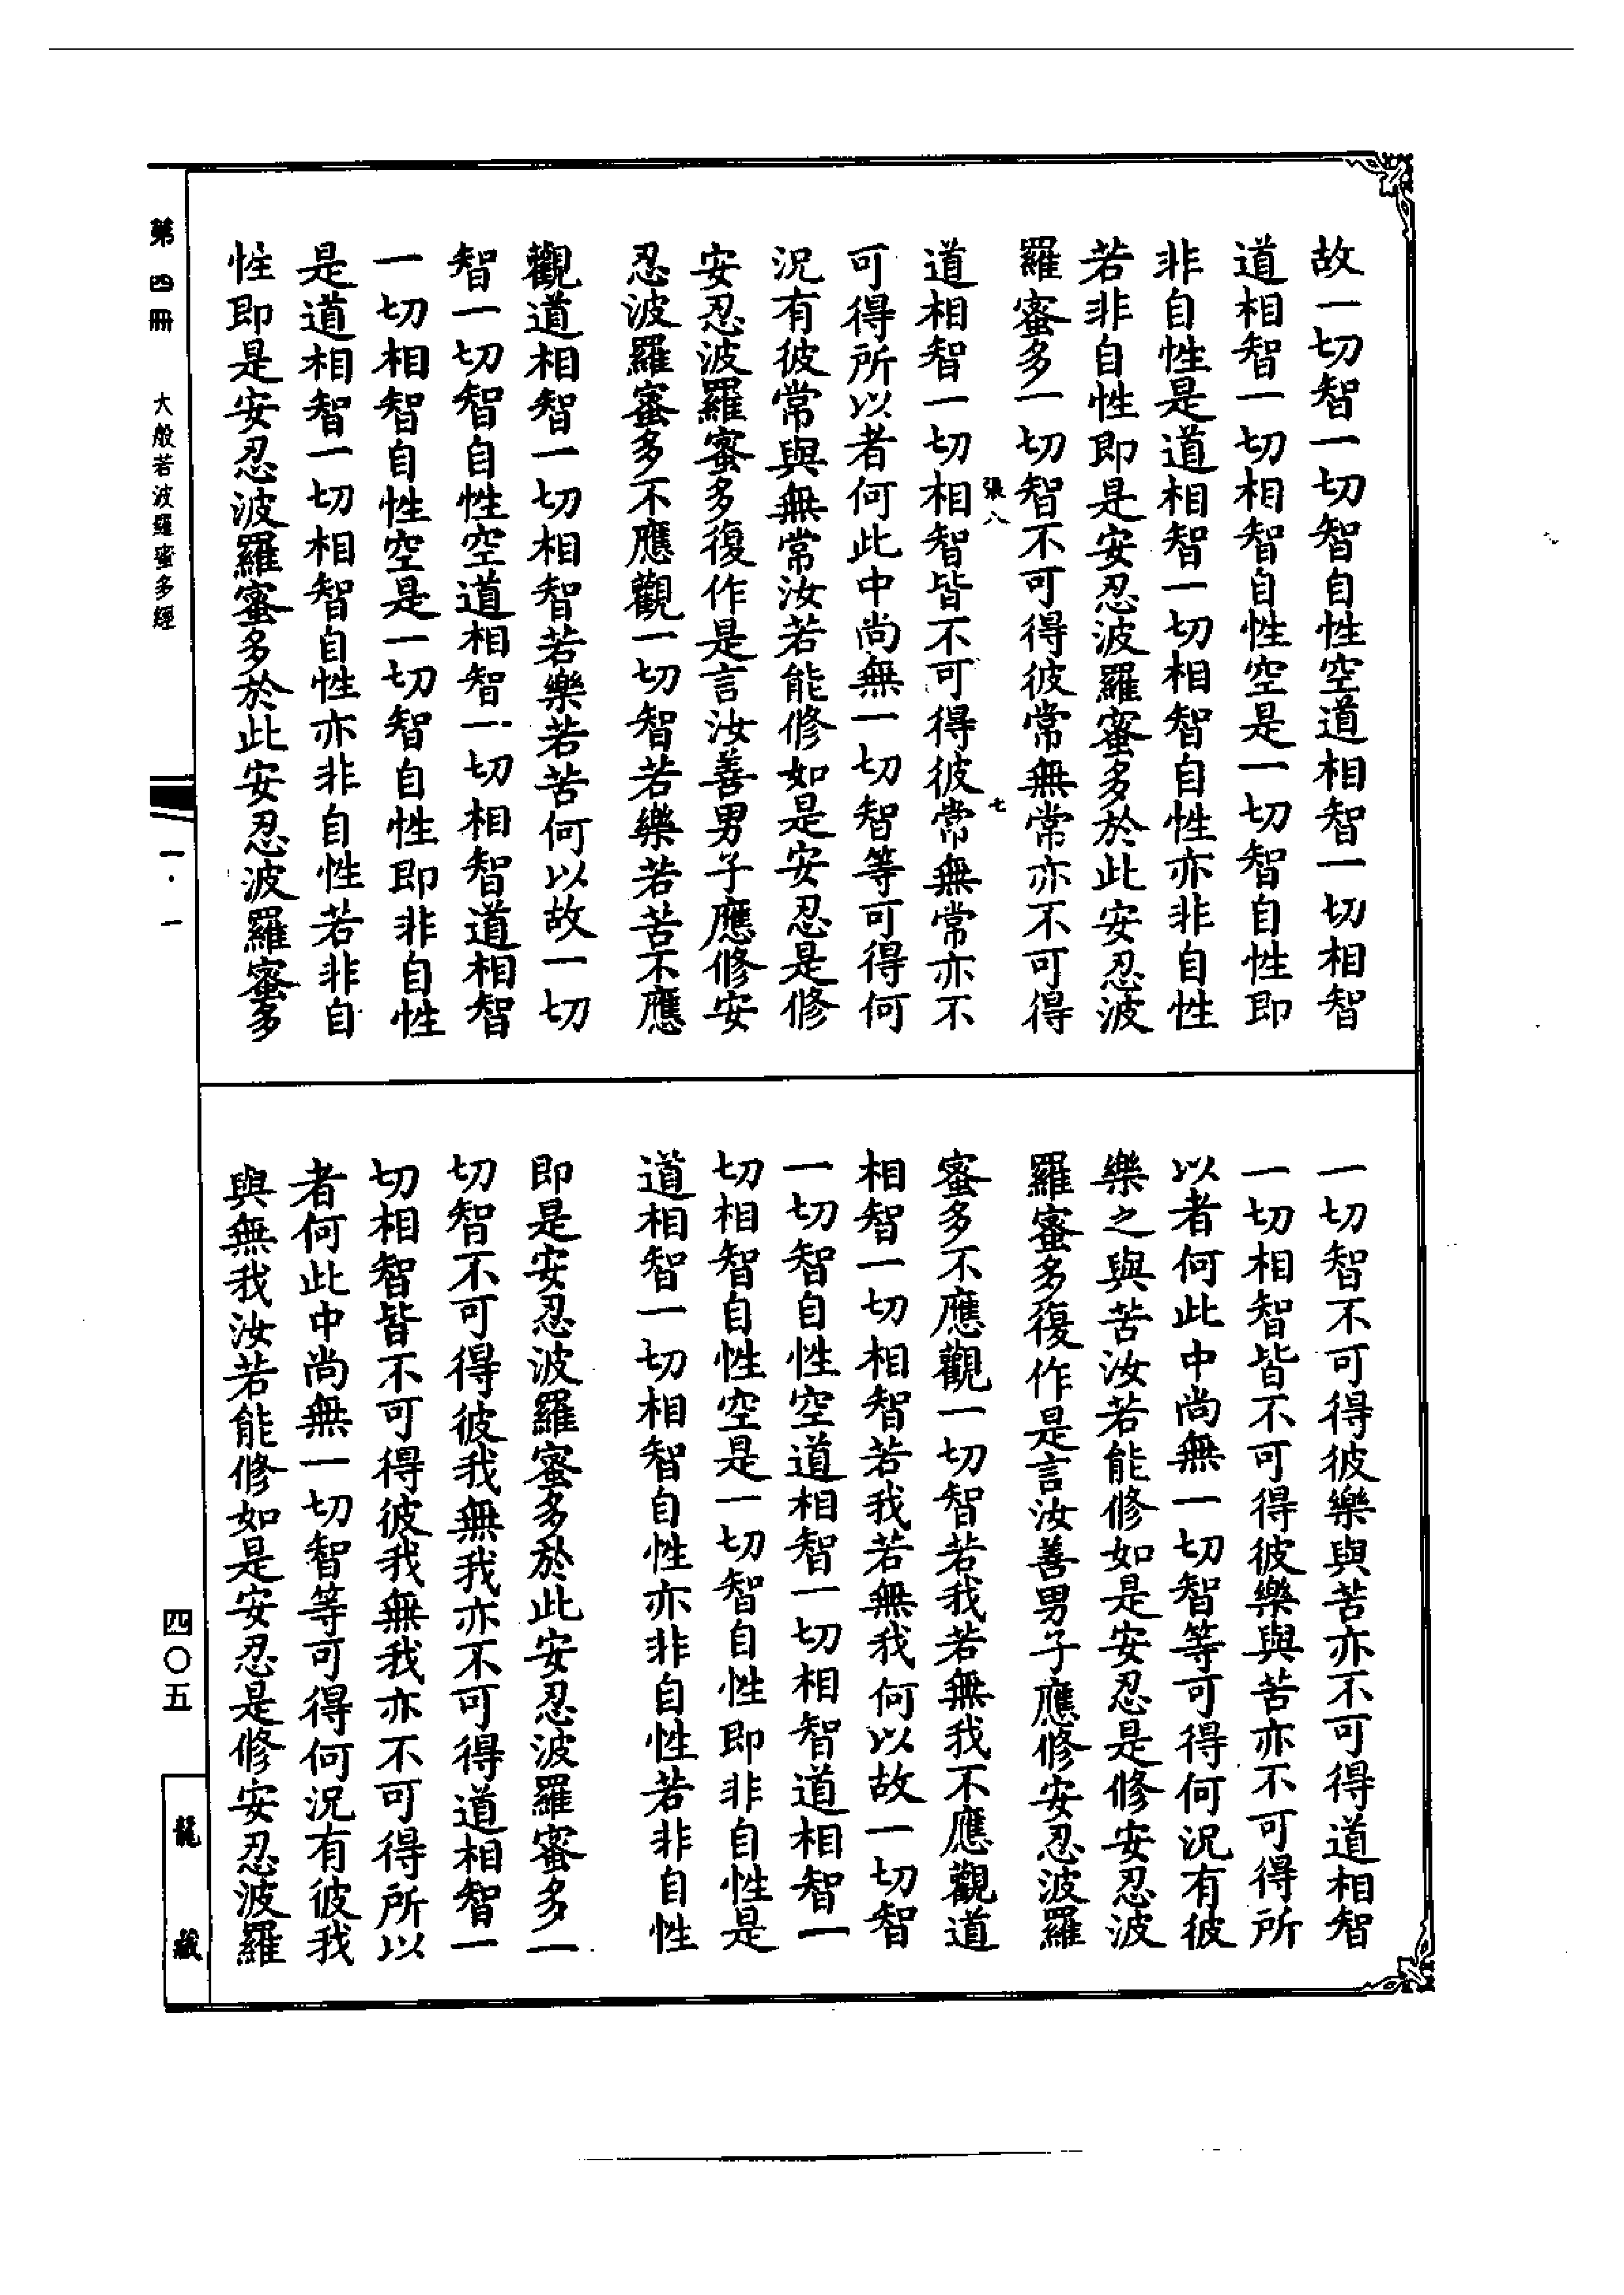 故一切智一切智自性空道相智一切相智
道相智一切相智自性空是一切智自性即
非自性是道相智一切相智自性亦非自性
若非自性即是安忍波羅蜜多於此安忍波
羅蜜多一切智不可得彼常無常亦不可得
張八
七
道相智一切相智皆不可得彼常無常亦不
可得所以者何此中尚無一切智等可得何
況有彼常與無常汝若能修如是安忍是修
安忍波羅蜜多復作是言汝善男子應修安
忍波羅蜜多不應觀一切智若樂若苦不應
觀道相智一切相智若樂若苦何以故一切
智一切智自性空道相智一切相智道相智
一切相智自性空是一切智自性即非自性
是道相智一切相智自性亦非自性若非自
性即是安忍波羅蜜多於此安忍波羅蜜多
一切智不可得彼樂與苦亦不可得道相智
一切相智皆不可得彼樂與苦亦不可得所
以者何此中尚無一切智等可得何況有彼
樂之與苦汝若能修如是安忍是修安忍波
羅蜜多復作是言汝善男子應修安忍波羅
蜜多不應觀一切智若我若無我不應觀道
相智一切相智若我若無我何以故一切智
一切智自性空道相智一切相智道相智一
切相智自性空是一切智自性即非自性是
道相智一切相智自性亦非自性若非自性
即是安忍波羅蜜多於此安忍波羅蜜多一
切智不可得彼我無我亦不可得道相智一
切相智皆不可得彼我無我亦不可得所以
者何此中尚無一切智等可得何況有彼我
與無我汝若能修如是安忍是修安忍波羅
第四冊
大般若波羅蜜多經
一·一
四〇五
龍藏